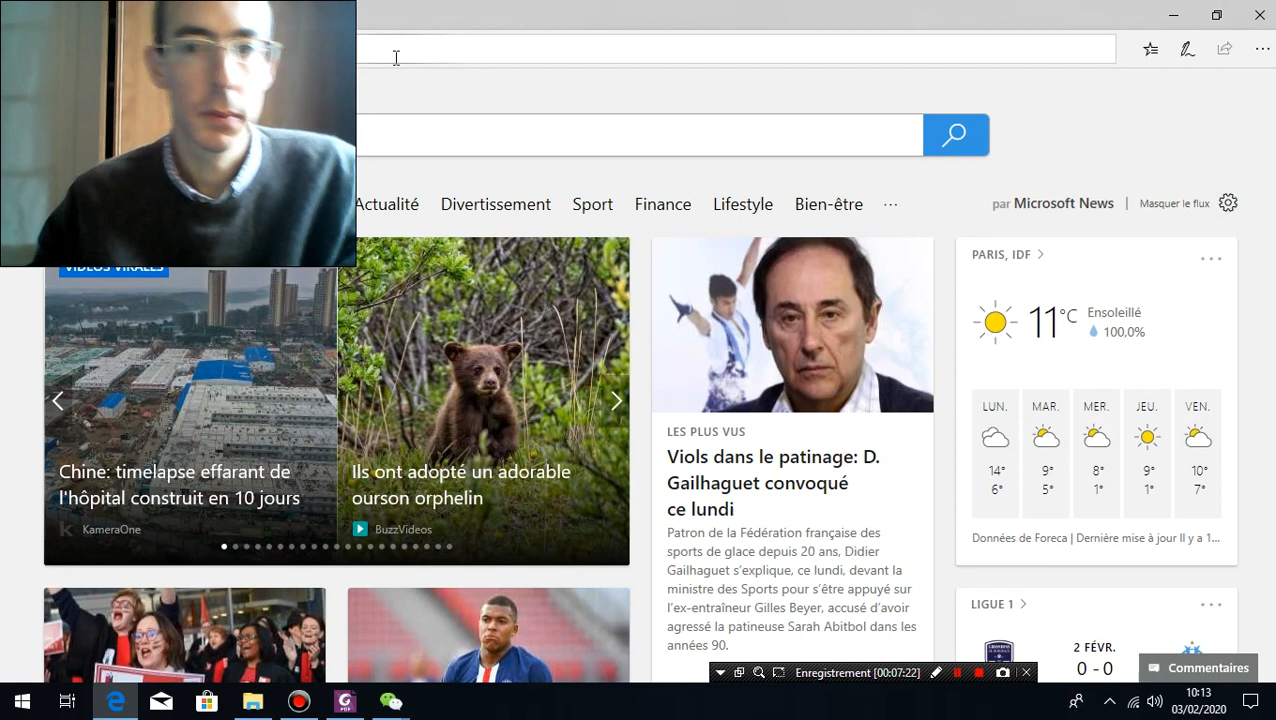 Actualité Divertissement Sport Finance Lifestyle Bien-être ...
par Microsoft News | Masquer le flux
VIDÉOS VIRALES
Chine: timelapse effarant de
l'hôpital construit en 10 jours
KameraOne
Ils ont adopté un adorable
ourson orphelin
BuzzVideos
LES PLUS VUS
Viols dans le patinage: D.
Gailhaguet convoqué
ce lundi
Patron de la Fédération française des
sports de glace depuis 20 ans, Didier
Gailhaguet s'explique, ce lundi, devant la
ministre des Sports pour s'être appuyé sur
l'ex-entraîneur Gilles Beyer, accusé d'avoir
agressé la patineuse Sarah Abitbol dans les
années 90.
PARIS, IDF
11°C
Ensoleillé
100,0%
LUN. MAR. MER. JEU. VEN.
14° 9° 8° 9° 10°
6° 5° 1° 1° 7°
Données de Foreca | Dernière mise à jour Il y a 1...
LIGUE 1
2 FÉVR.
0 - 0
Commentaires
Enregistrement [00:07:22]
10:13
03/02/2020